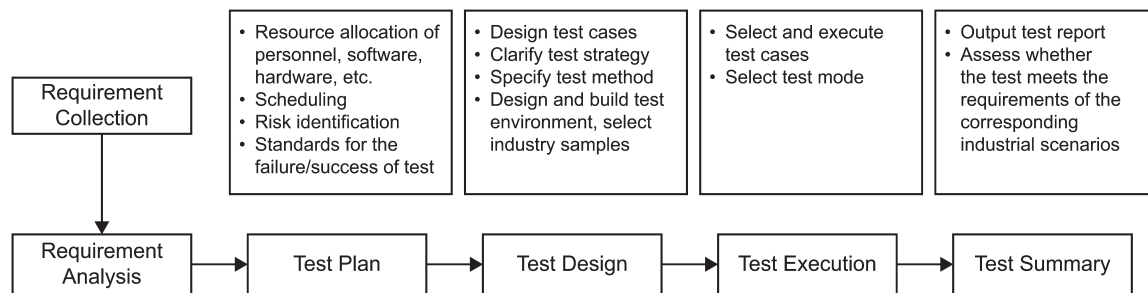 Requirement
Collection
• Resource allocation of
personnel, software,
hardware, etc.
• Scheduling
• Risk identification
• Standards for the
failure/success of test
• Design test cases
• Clarify test strategy
• Specify test method
• Design and build test
environment, select
industry samples
• Select and execute
test cases
• Select test mode
• Output test report
• Assess whether
the test meets the
requirements of the
corresponding
industrial scenarios
Requirement
Analysis
Test Plan
Test Design
Test Execution
Test Summary